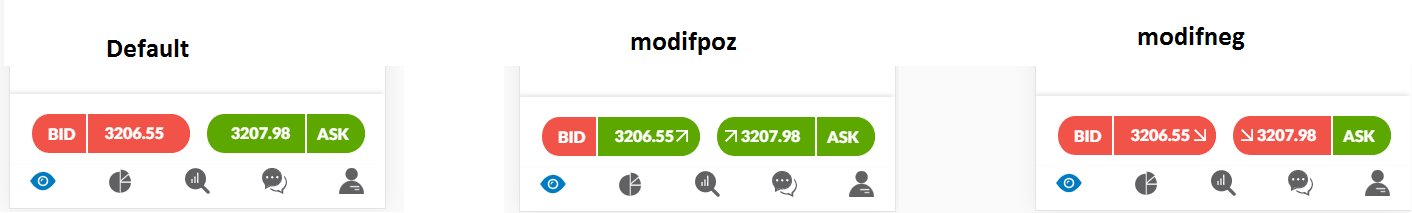 Default
modifpoz
modifneg
BID 3206.55 3207.98 ASK
BID 3206.55 3207.98 ASK
BID 3206.55 3207.98 ASK